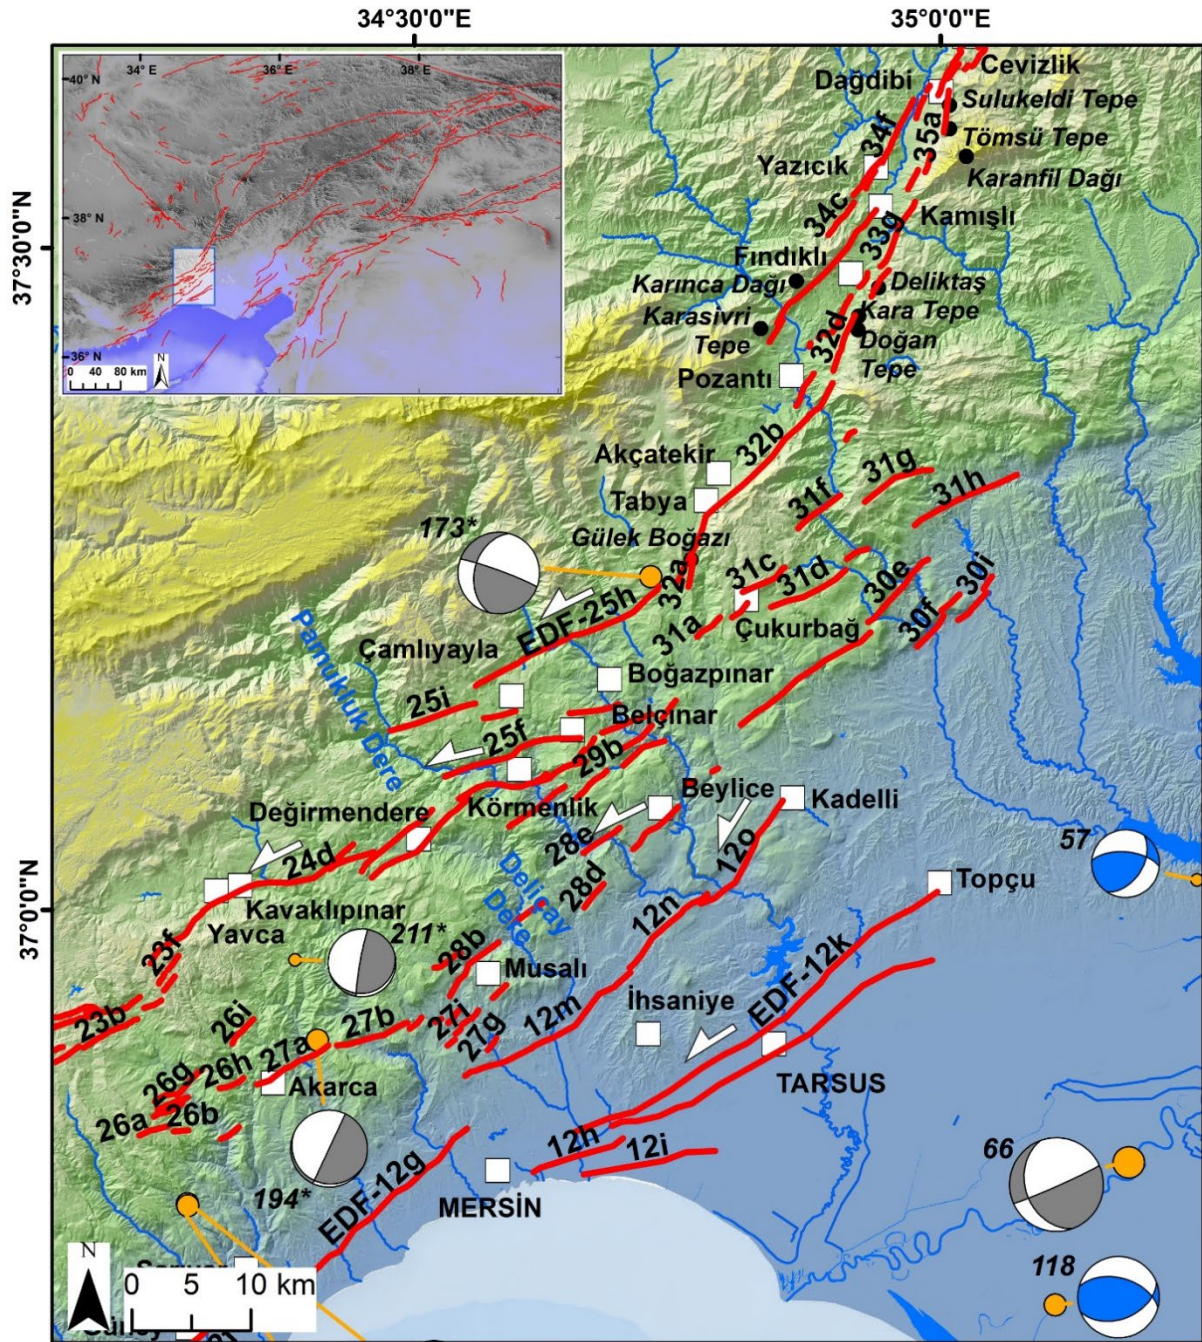 34°30'0"E
35°0'0"E
34° E
36° E
38° E
40° N
38° N
36° N
N
0 40 80 km
37°30'0"N
37°0'0"N
Cevizlik
Dağdibi
Sulukeldi Tepe
34f
35a
Tömsü Tepe
Yazıcık
Karanfil Dağı
34c
33g
Kamışlı
Fındıklı
Karınca Dağı
Deliktaş
Karasivri
Tepe
Kara Tepe
32d
Doğan
Tepe
Pozantı
32b
Akçatekir
31g
31h
Tabya
31f
173*
Gülek Boğazı
32a
31c
31d
30e
30i
EDF-25h
31a
Çukurbağ
30f
Pamukluk Dere
Çamlıyayla
Boğazpınar
25i
Belçınar
25f
29b
Beylice
Kadelli
Değirmendere
Körmenlik
57
28e
12o
24d
28d
Topçu
Kavaklıpınar
Deliçay
Dere
Yavca
211*
12n
23f
28b
Musalı
EDF-12k
İhsaniye
23b
26i
27b
27i
27g
12m
26g
26h
27a
TARSUS
Akarca
26a
26b
12h
12i
66
194*
EDF-12g
MERSİN
N
0 5 10 km
118